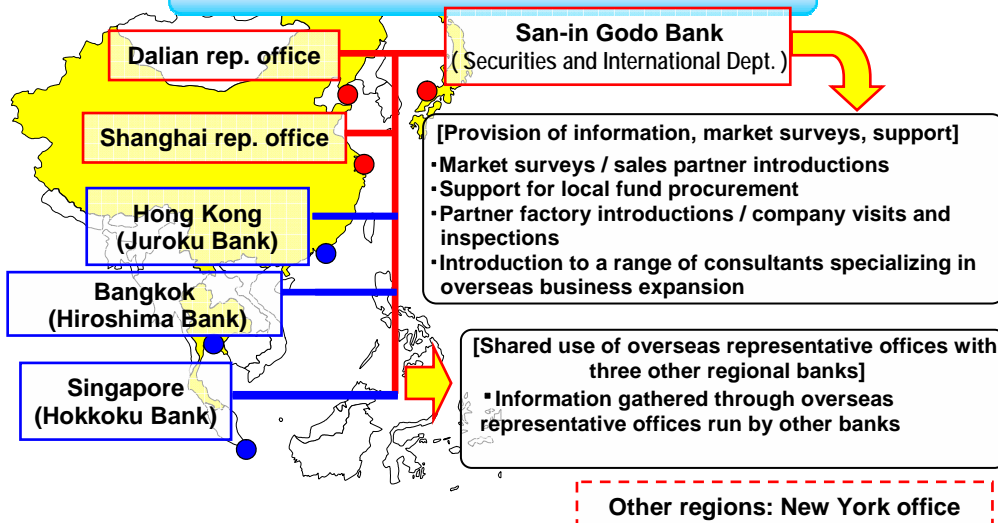 Dalian rep. office
San-in Godo Bank
( Securities and International Dept. )
Shanghai rep. office
Hong Kong
(Juroku Bank)
Bangkok
(Hiroshima Bank)
Singapore
(Hokkoku Bank)
[Provision of information, market surveys, support]
・Market surveys / sales partner introductions
・Support for local fund procurement
・Partner factory introductions / company visits and
inspections
・Introduction to a range of consultants specializing in
overseas business expansion
[Shared use of overseas representative offices with
three other regional banks]
・Information gathered through overseas
representative offices run by other banks
Other regions: New York office